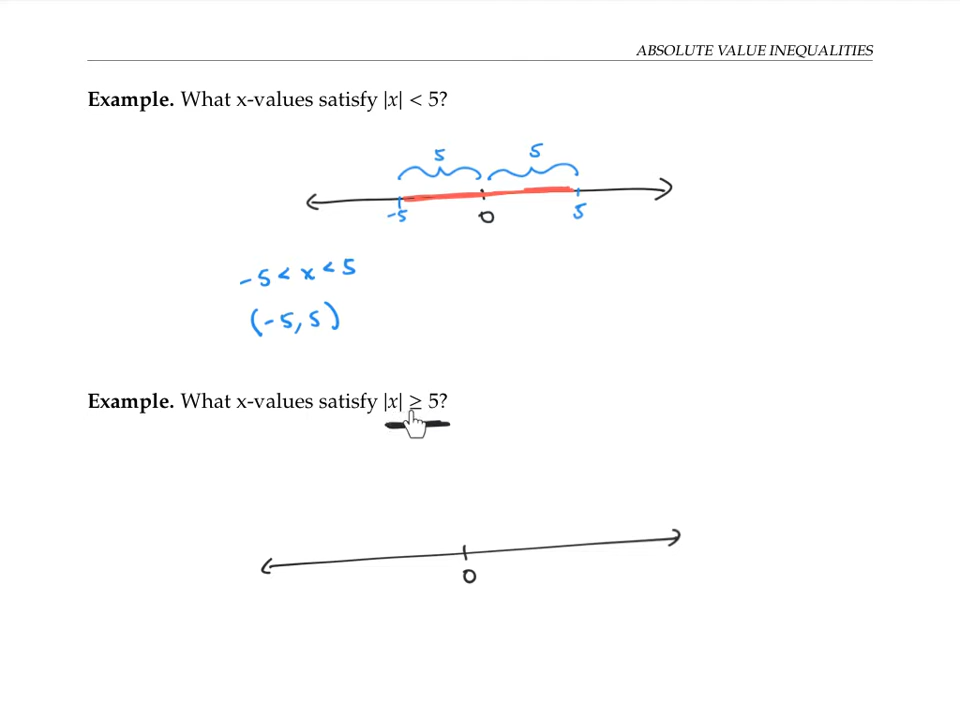 ABSOLUTE VALUE INEQUALITIES
Example. What x-values satisfy |x| < 5?
5 5
-5 0 5
-5 < x < 5
(-5, 5)
Example. What x-values satisfy |x| ≥ 5?
0